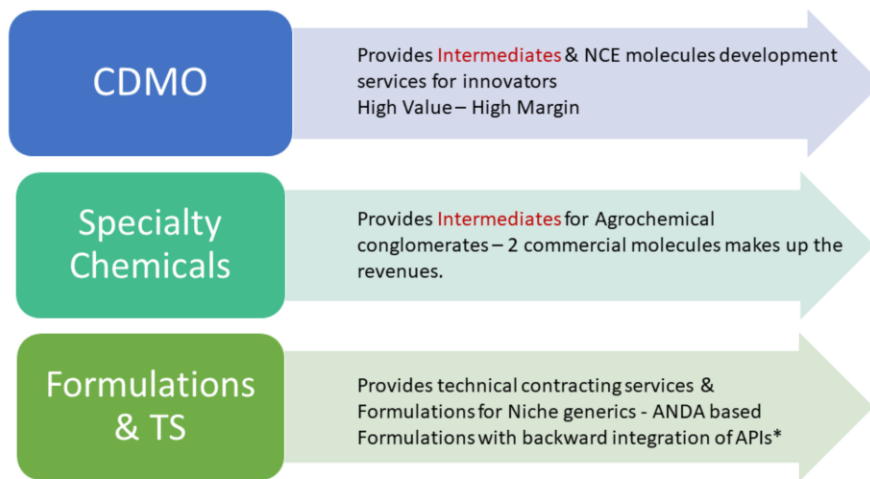 CDMO
Provides Intermediates & NCE molecules development
services for innovators
High Value – High Margin
Specialty
Chemicals
Provides Intermediates for Agrochemical
conglomerates – 2 commercial molecules makes up the
revenues.
Formulations
& TS
Provides technical contracting services &
Formulations for Niche generics - ANDA based
Formulations with backward integration of APIs*